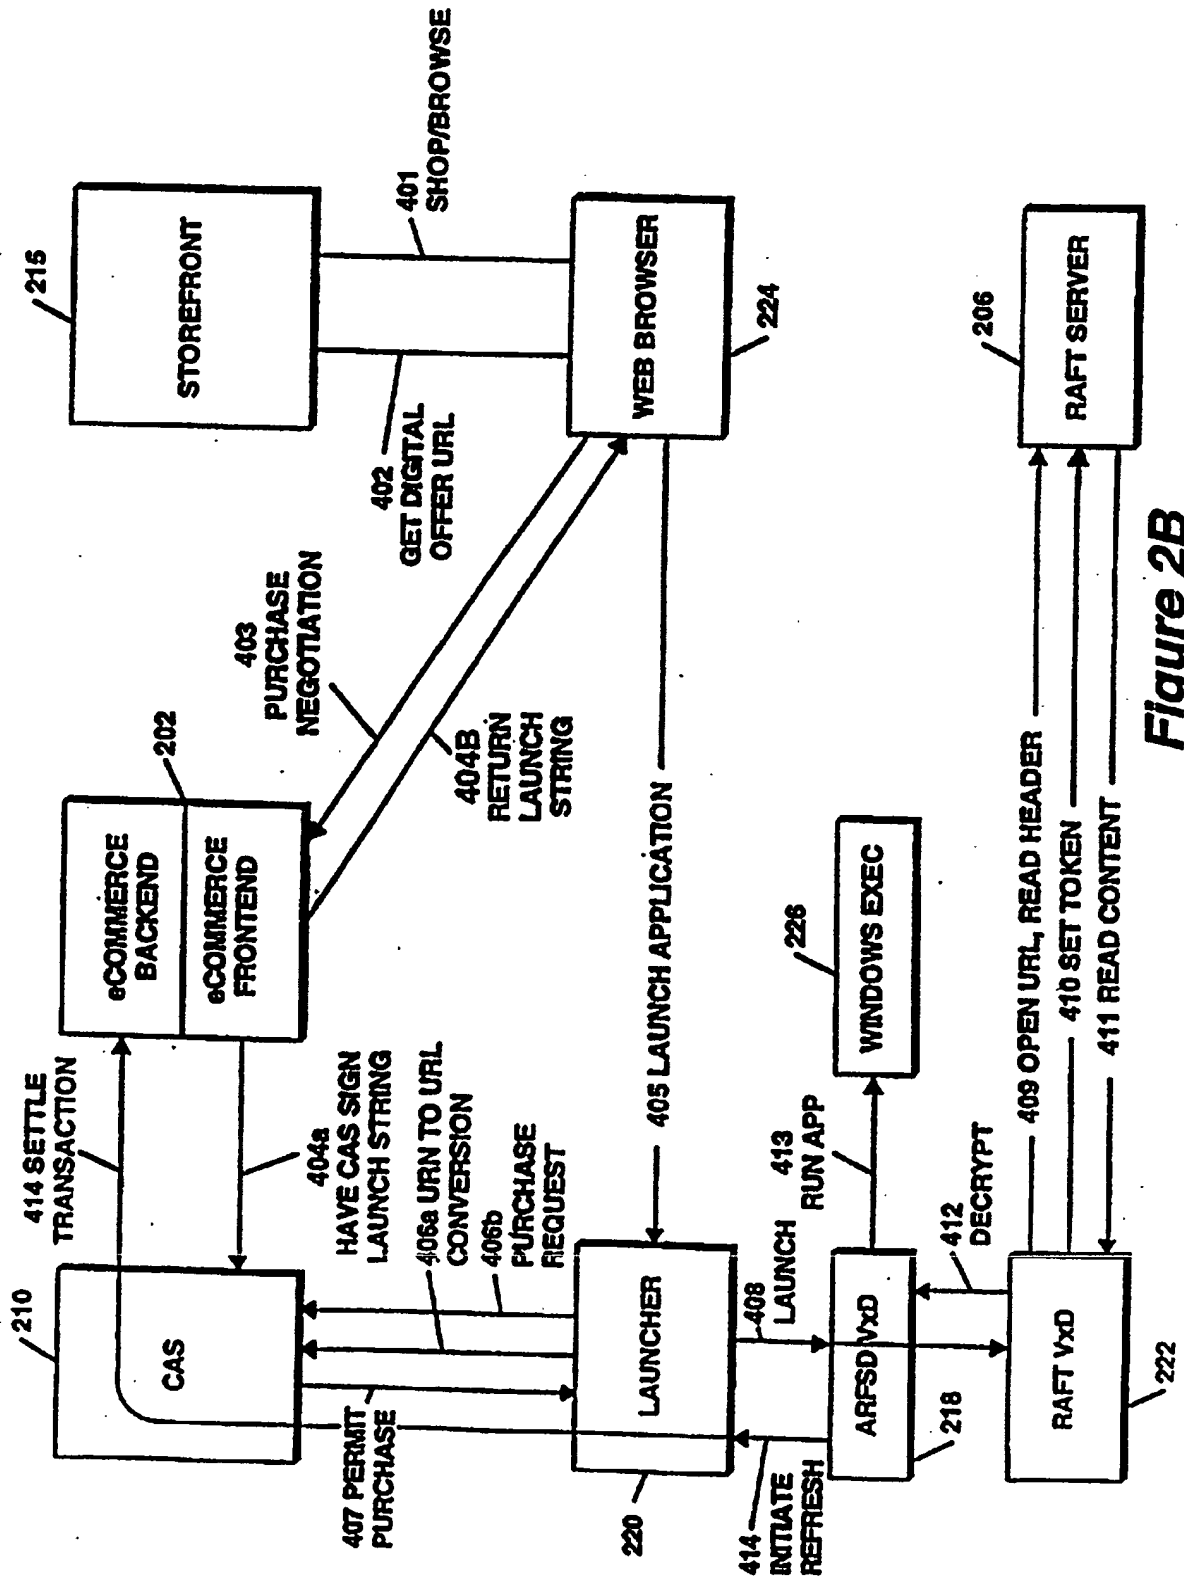 414 SETTLE
TRANSACTION
210
CAS
eCOMMERCE
BACKEND
eCOMMERCE
FRONTEND
202
215
STOREFRONT
404a
HAVE CAS SIGN
LAUNCH STRING
406a URN TO URL
CONVERSION
406b
PURCHASE
REQUEST
407 PERMIT
PURCHASE
403
PURCHASE
NEGOTIATION
404B
RETURN
LAUNCH
STRING
402
GET DIGITAL
OFFER URL
401
SHOP/BROWSE
WEB BROWSER
224
405 LAUNCH APPLICATION
LAUNCHER
220
414
INITIATE
REFRESH
408
LAUNCH
413
RUN APP
226
WINDOWS EXEC
ARFSD VxD
218
412
DECRYPT
RAFT VxD
222
409 OPEN URL, READ HEADER
410 SET TOKEN
411 READ CONTENT
206
RAFT SERVER
Figure 2B